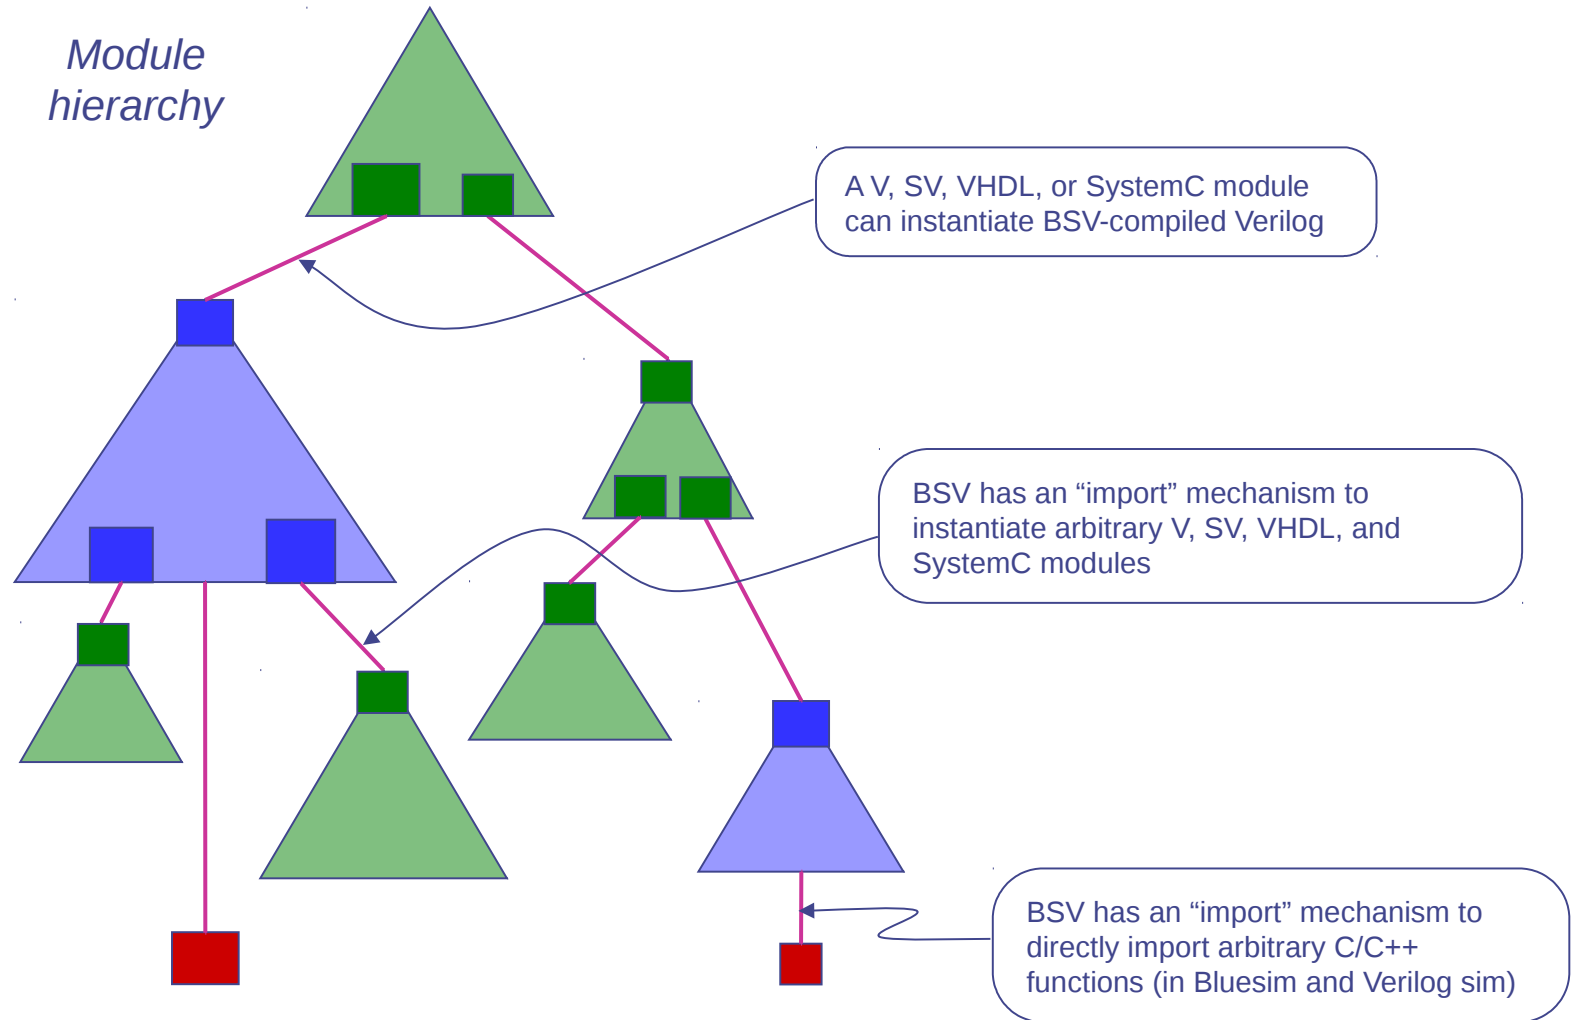 Module
hierarchy
A V, SV, VHDL, or SystemC module
can instantiate BSV-compiled Verilog
BSV has an “import” mechanism to
instantiate arbitrary V, SV, VHDL, and
SystemC modules
BSV has an “import” mechanism to
directly import arbitrary C/C++
functions (in Bluesim and Verilog sim)